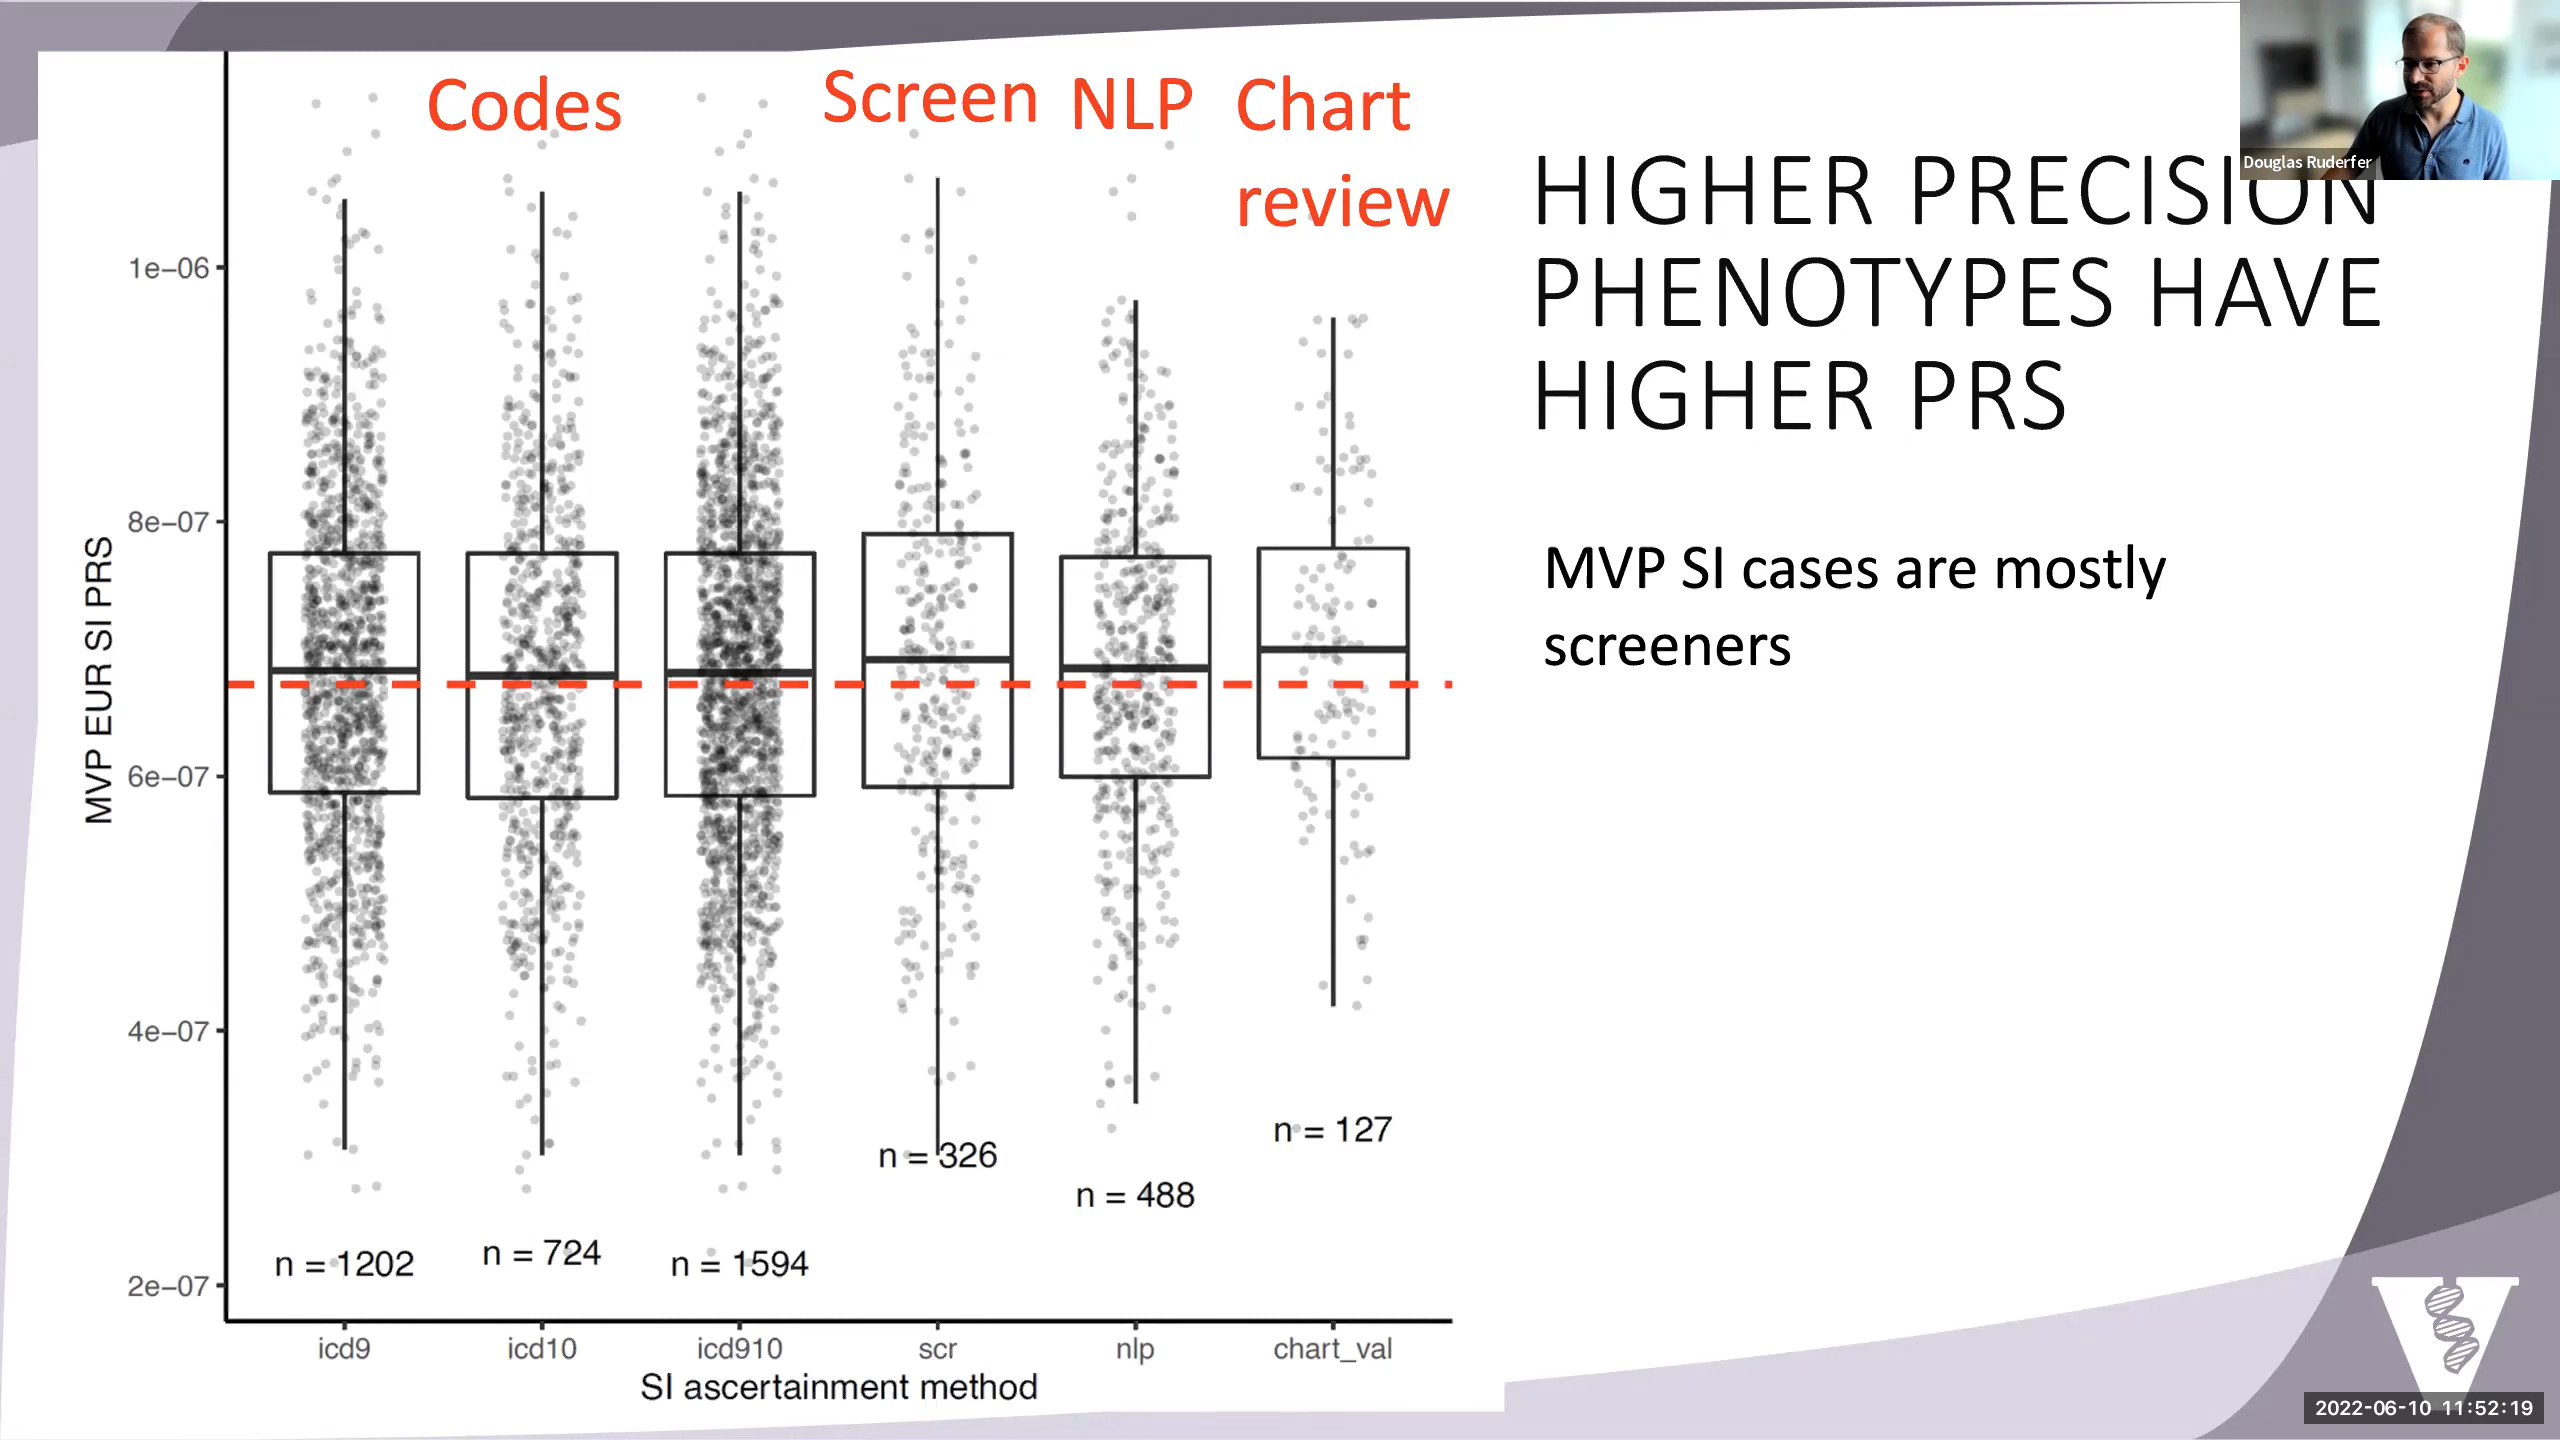 Codes
Screen
NLP
Chart
review
HIGHER PRECISION
PHENOTYPES HAVE
HIGHER PRS
MVP SI cases are mostly
screeners
Douglas Ruderfer
MVP EUR SI PRS
1e−06
8e−07
6e−07
4e−07
2e−07
n = 1202
n = 724
n = 1594
n = 326
n = 488
n = 127
icd9
icd10
icd910
scr
nlp
chart_val
SI ascertainment method
V
2022-06-10 11:52:19